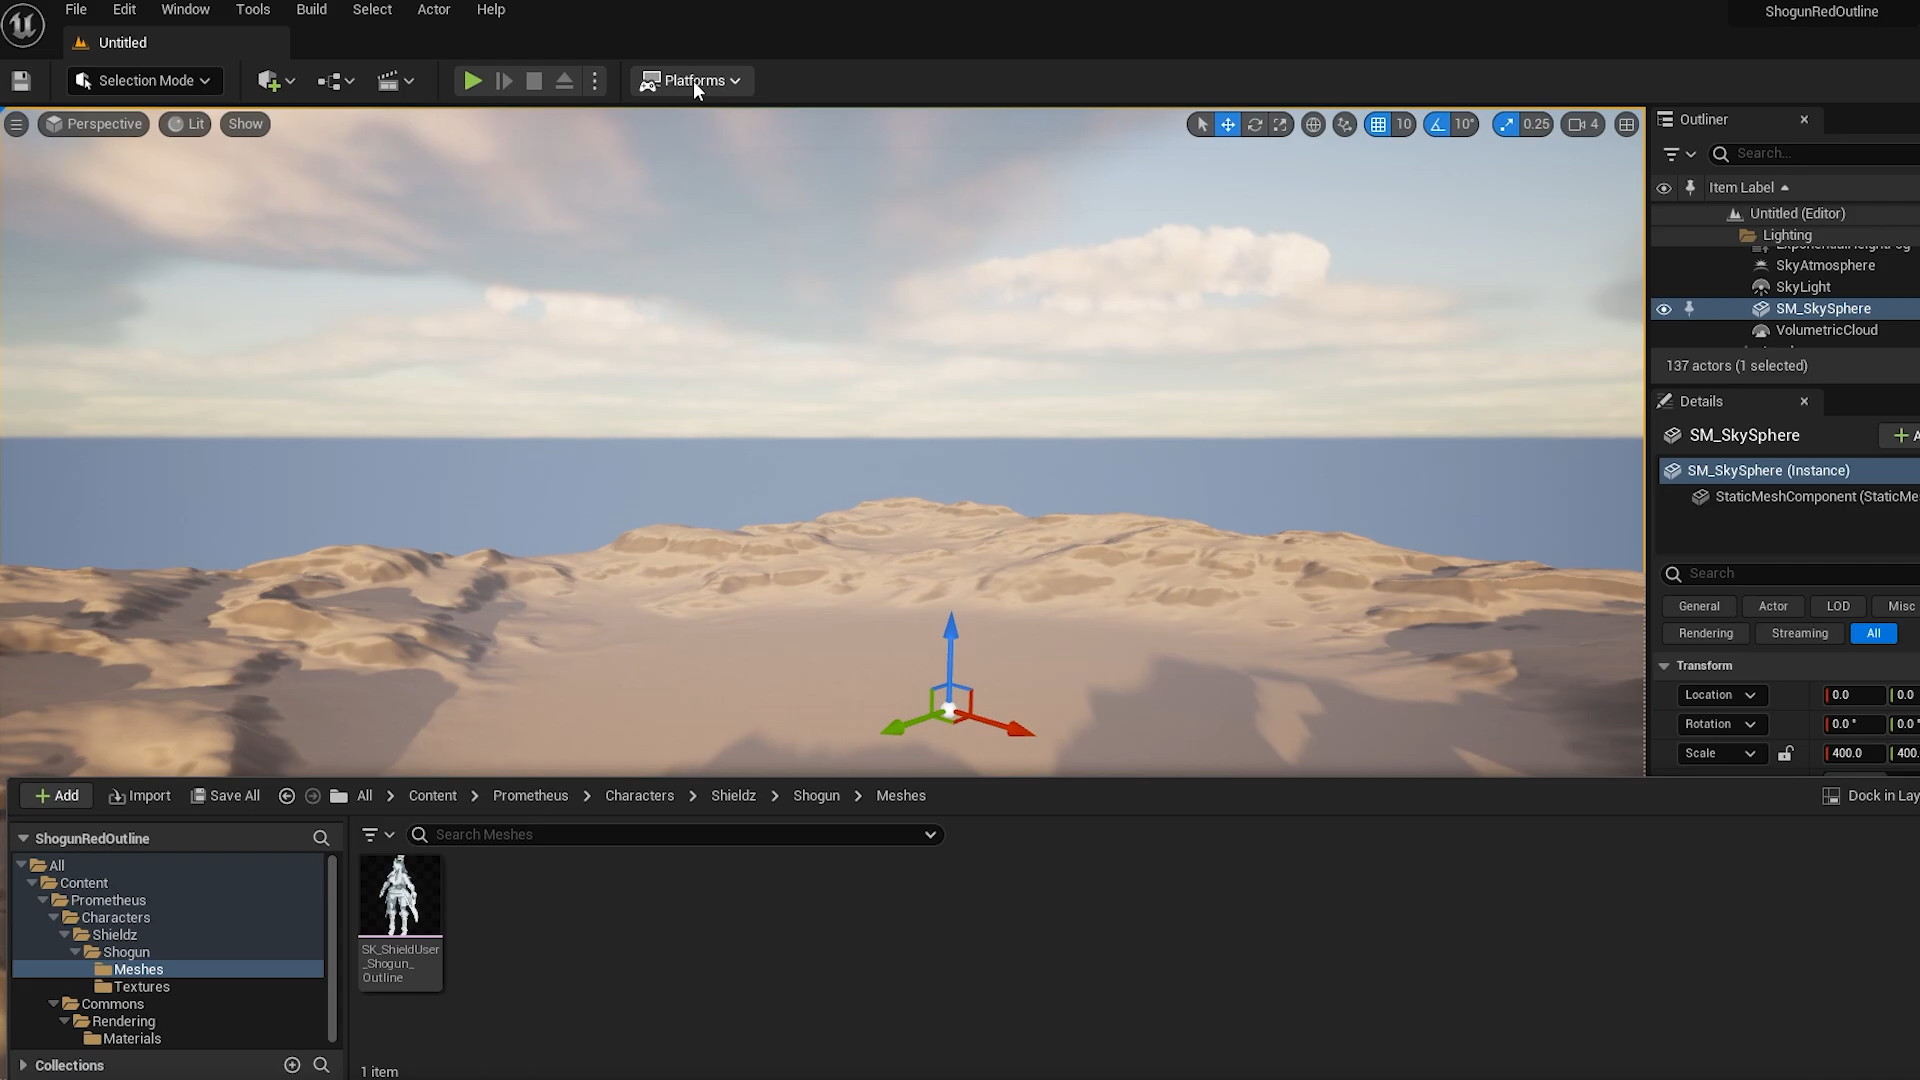 File Edit Window Tools Build Select Actor Help
ShogunRedOutline
Untitled
Selection Mode
Platforms
Perspective Lit Show
10 10° 0.25 4
Outliner
Search...
Item Label
Untitled (Editor)
Lighting
ExponentialHeightFog
SkyAtmosphere
SkyLight
SM_SkySphere
VolumetricCloud
137 actors (1 selected)
Details
SM_SkySphere
A
SM_SkySphere (Instance)
StaticMeshComponent (StaticMe
Search
General Actor LOD Misc
Rendering Streaming All
Transform
Location 0.0 0.0
Rotation 0.0° 0.0°
Scale 400.0 400.
Add Import Save All All Content Prometheus Characters Shieldz Shogun Meshes
Dock in Lay
ShogunRedOutline
Search Meshes
All
Content
Prometheus
Characters
Shieldz
Shogun
Meshes
Textures
Commons
Rendering
Materials
Collections
SK_ShieldUser
_Shogun_
Outline
1 item